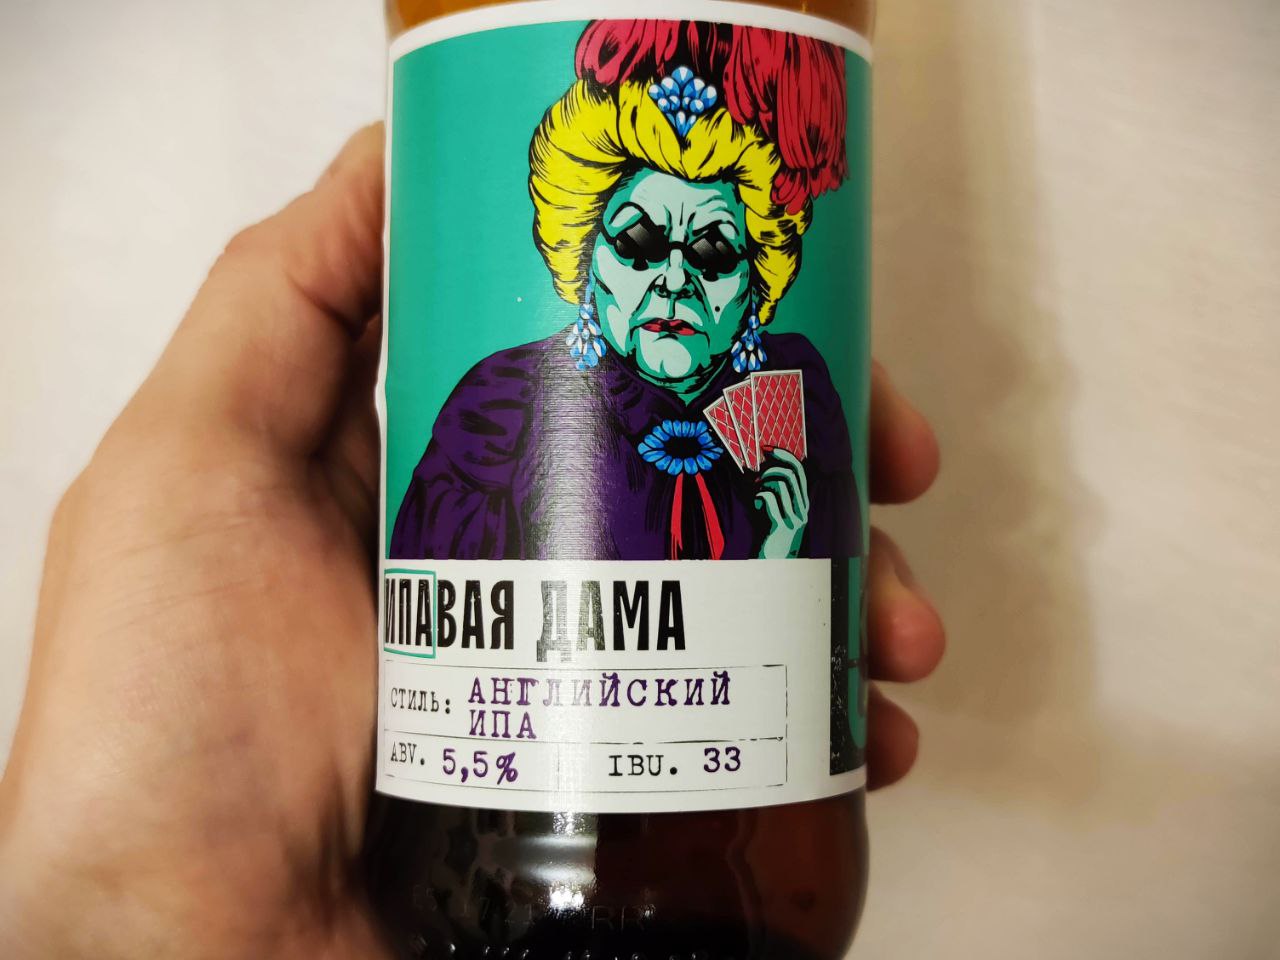 ИПАВАЯ ДАМА
СТИЛЬ: АНГЛИЙСКИЙ
ИПА
ABV. 5,5%
IBU. 33